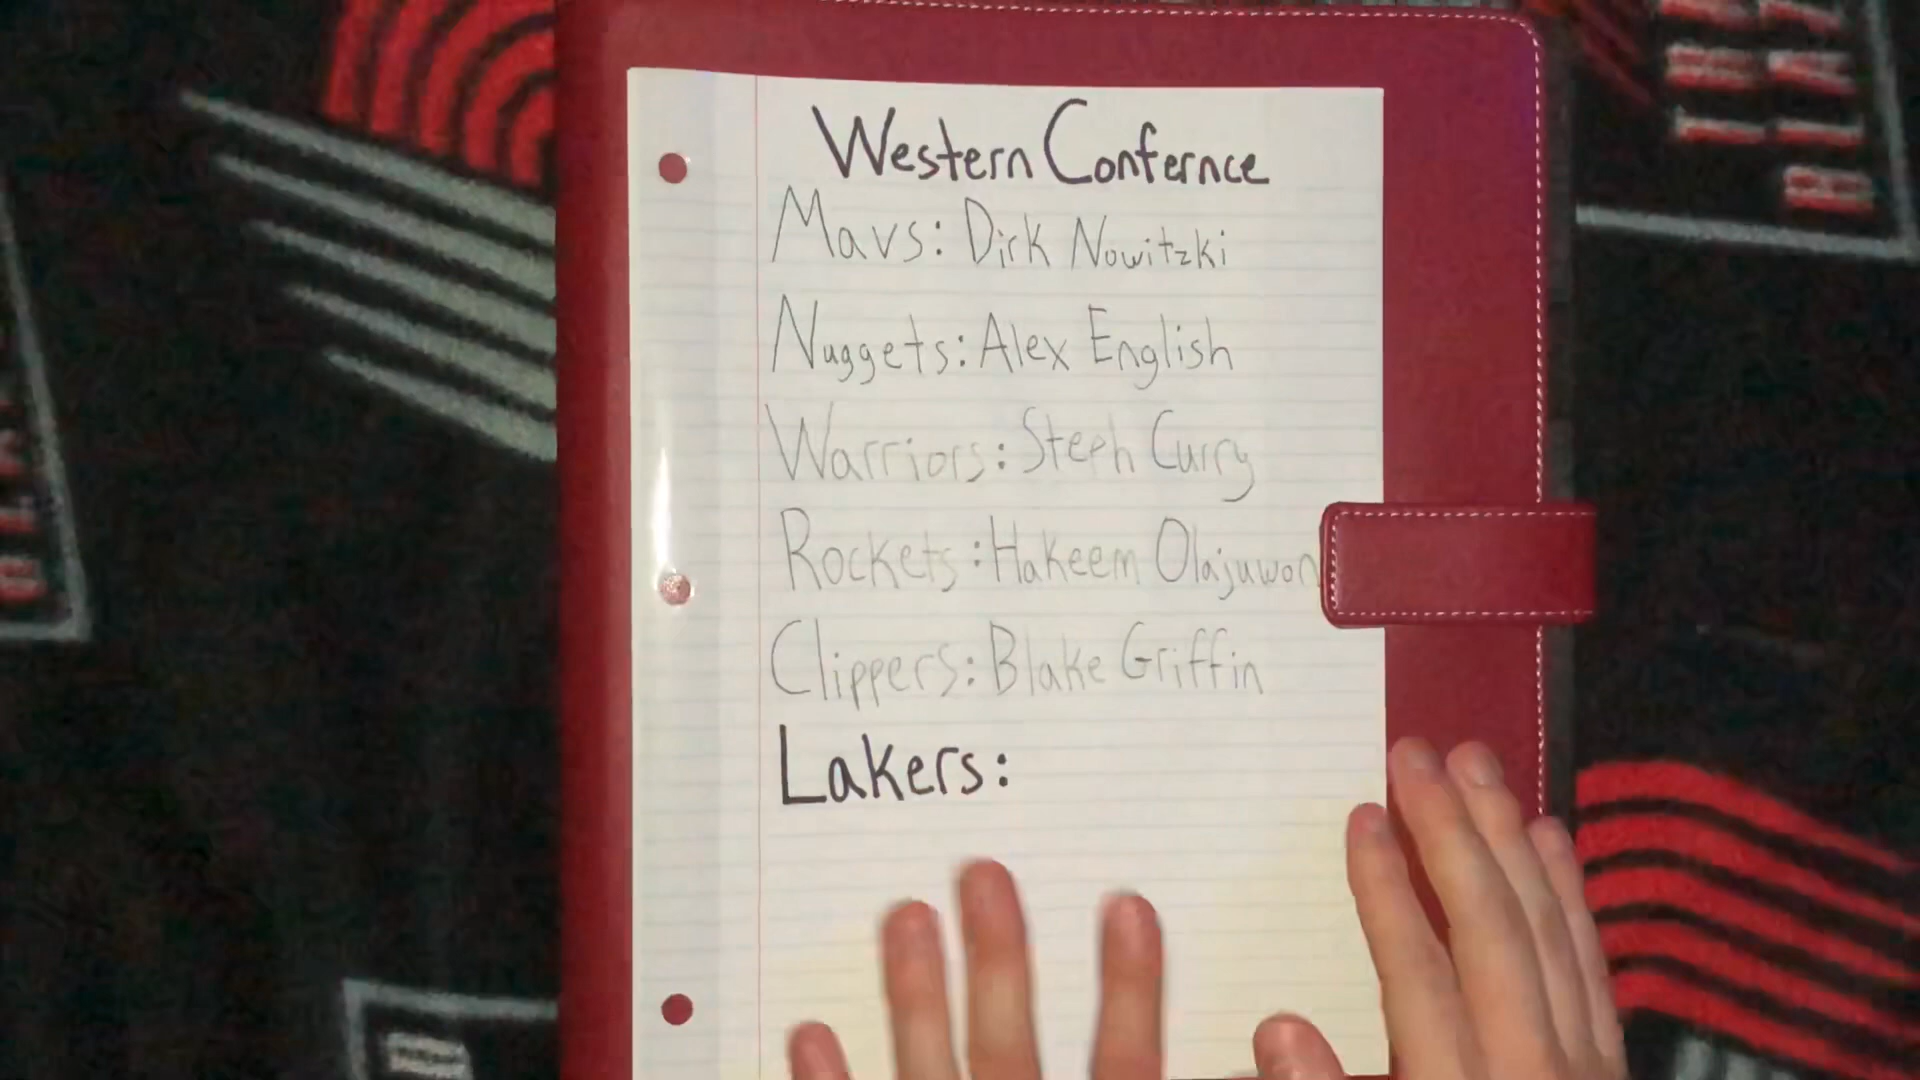 Western Confernce
Mavs: Dirk Nowitzki
Nuggets: Alex English
Warriors: Steph Curry
Rockets: Hakeem Olajuwon
Clippers: Blake Griffin
Lakers: